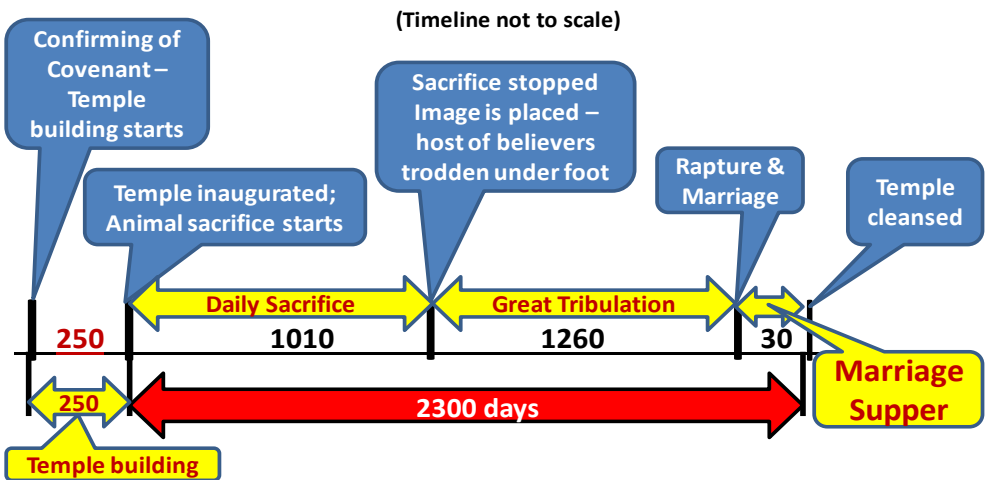 (Timeline not to scale)
Confirming of
Covenant –
Temple
building starts
Temple inaugurated;
Animal sacrifice starts
Sacrifice stopped
Image is placed –
host of believers
trodden under foot
Rapture &
Marriage
Temple
cleansed
Daily Sacrifice
Great Tribulation
250
1010
1260
30
250
2300 days
Marriage
Supper
Temple building